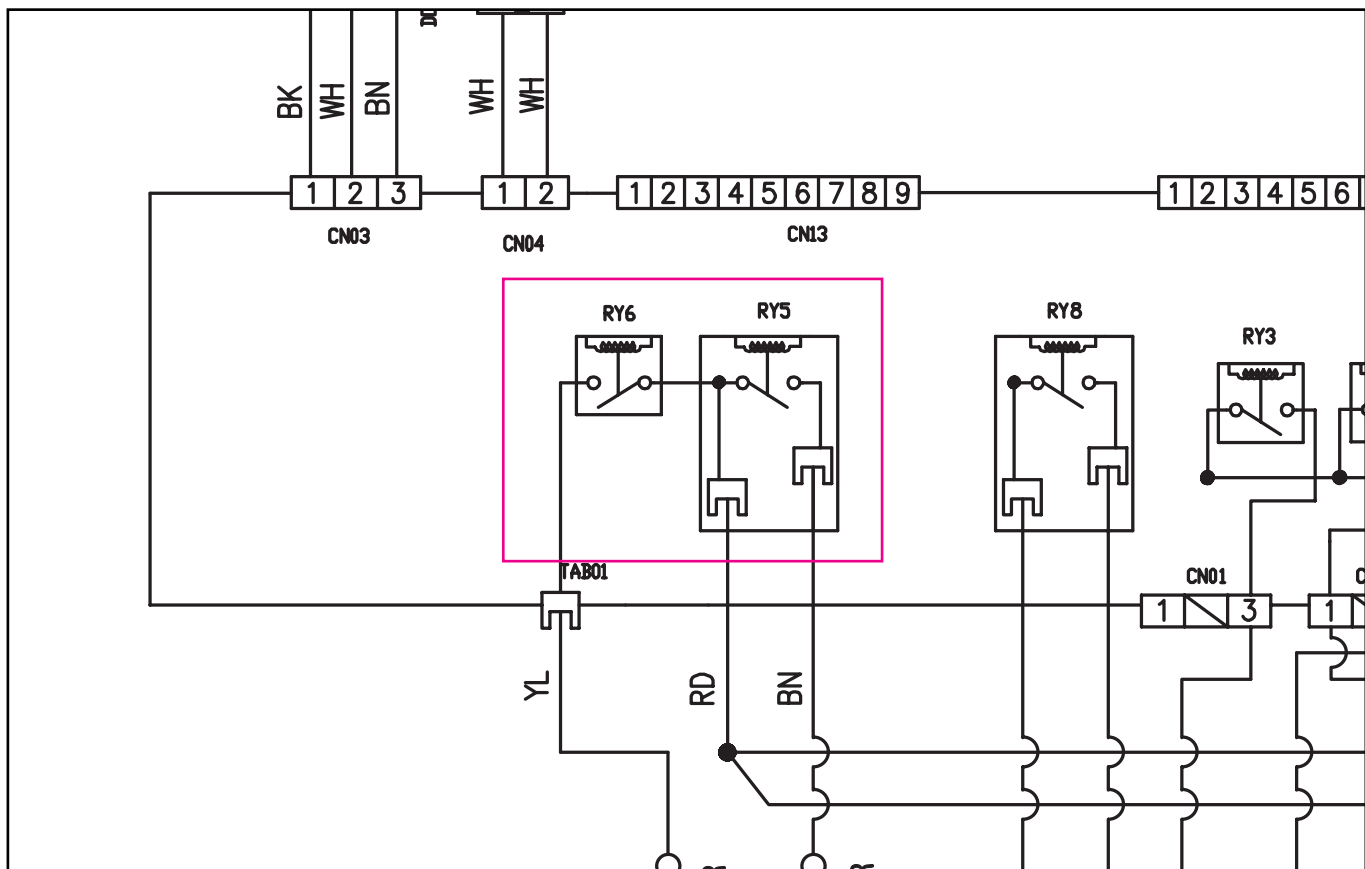 BK WH BN WH WH
1 2 3
1 2
1 2 3 4 5 6 7 8 9
1 2 3 4 5 6
CN03
CN04
CN13
RY6
RY5
RY8
RY3
TAB01
CN01
1 3
1
YL
RD
BN